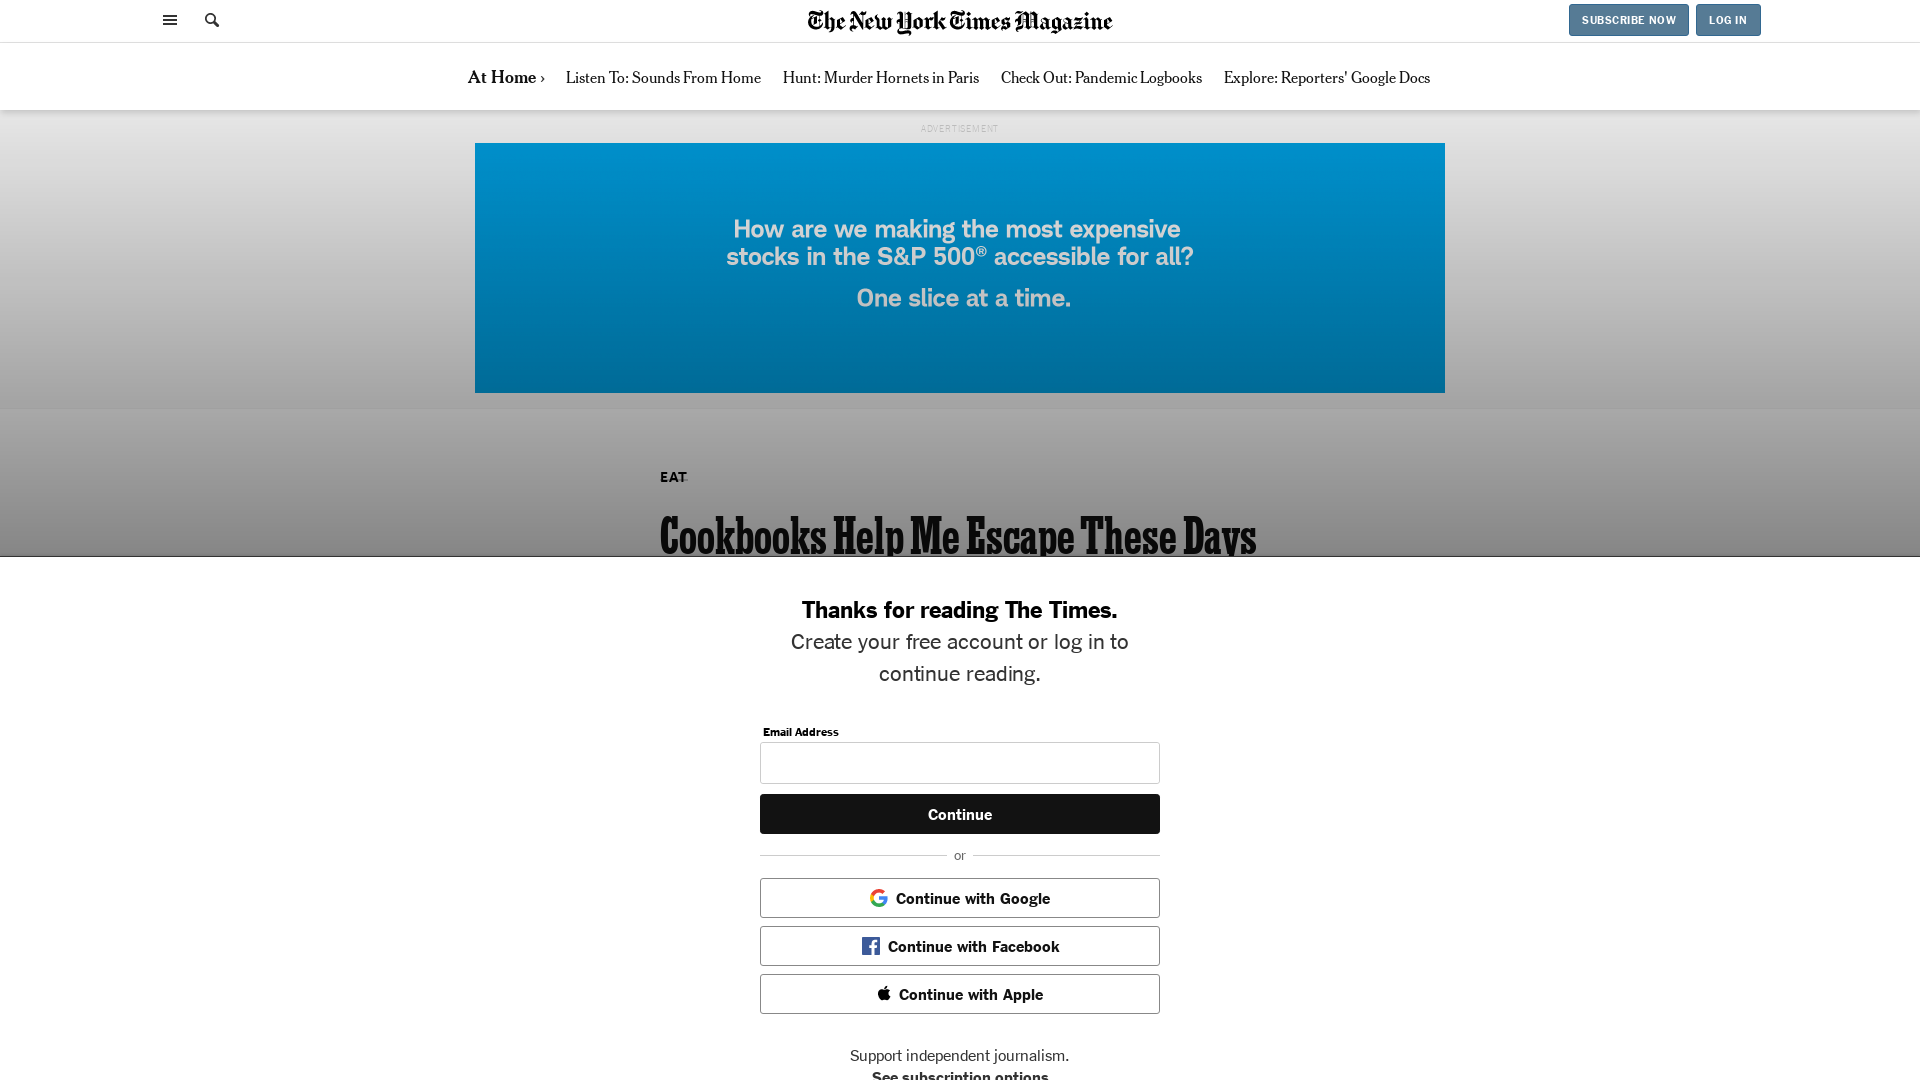 The New York Times Magazine
SUBSCRIBE NOW
LOG IN
At Home ›
Listen To: Sounds From Home
Hunt: Murder Hornets in Paris
Check Out: Pandemic Logbooks
Explore: Reporters' Google Docs
ADVERTISEMENT
How are we making the most expensive
stocks in the S&P 500® accessible for all?
One slice at a time.
EAT
Cookbooks Help Me Escape These Days
Thanks for reading The Times.
Create your free account or log in to
continue reading.
Email Address
Continue
or
Continue with Google
Continue with Facebook
Continue with Apple
Support independent journalism.
See subscription options